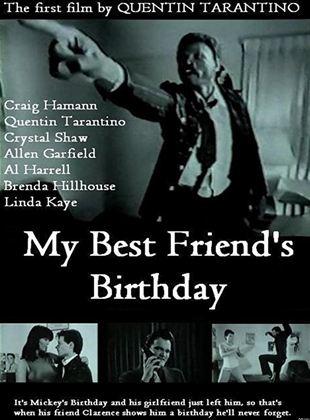 The first film by QUENTIN TARANTINO
Craig Hamann
Quentin Tarantino
Crystal Shaw
Allen Garfield
Al Harrell
Brenda Hillhouse
Linda Kaye
My Best Friend's
Birthday
It's Mickey's Birthday and his girlfriend just left him, so that's
when his friend Clarence shows him a birthday he'll never forget.